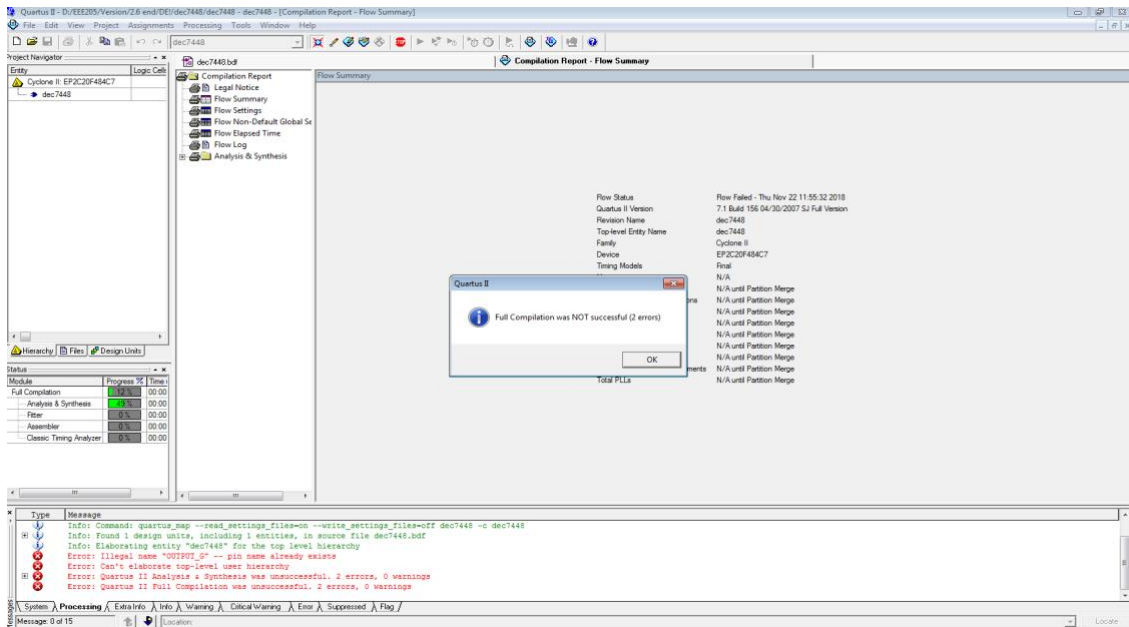 Quartus II - D:/EEE205/Version/2.6 end/DE!/dec7448/dec7448 - dec7448 - [Compilation Report - Flow Summary]
File Edit View Project Assignments Processing Tools Window Help
dec7448
Project Navigator
Entity Logic Cells
Cyclone II: EP2C20F484C7
dec7448
Hierarchy Files Design Units
Status
Module Progress % Time
Full Compilation 12 % 00:00
Analysis & Synthesis 49 % 00:00
Fitter 0 % 00:00
Assembler 0 % 00:00
Classic Timing Analyzer 0 % 00:00
dec7448.bdf
Compilation Report - Flow Summary
Compilation Report
Legal Notice
Flow Summary
Flow Settings
Flow Non-Default Global Se
Flow Elapsed Time
Flow Log
Analysis & Synthesis
Flow Summary
Flow Status Flow Failed - Thu Nov 22 11:55:32 2018
Quartus II Version 7.1 Build 156 04/30/2007 SJ Full Version
Revision Name dec7448
Top-level Entity Name dec7448
Family Cyclone II
Device EP2C20F484C7
Timing Models Final
N/A
N/A until Partition Merge
ons N/A until Partition Merge
N/A until Partition Merge
N/A until Partition Merge
N/A until Partition Merge
N/A until Partition Merge
N/A until Partition Merge
ments N/A until Partition Merge
Total PLLs N/A until Partition Merge
Quartus II
Full Compilation was NOT successful (2 errors)
OK
Type Message
Info: Command: quartus_map --read_settings_files=on --write_settings_files=off dec7448 -c dec7448
Info: Found 1 design units, including 1 entities, in source file dec7448.bdf
Info: Elaborating entity "dec7448" for the top level hierarchy
Error: Illegal name "OUTPUT_G" -- pin name already exists
Error: Can't elaborate top-level user hierarchy
Error: Quartus II Analysis & Synthesis was unsuccessful. 2 errors, 0 warnings
Error: Quartus II Full Compilation was unsuccessful. 2 errors, 0 warnings
System Processing Extra Info Info Warning Critical Warning Error Suppressed Flag
Messages
Message: 0 of 15 Location: Locate